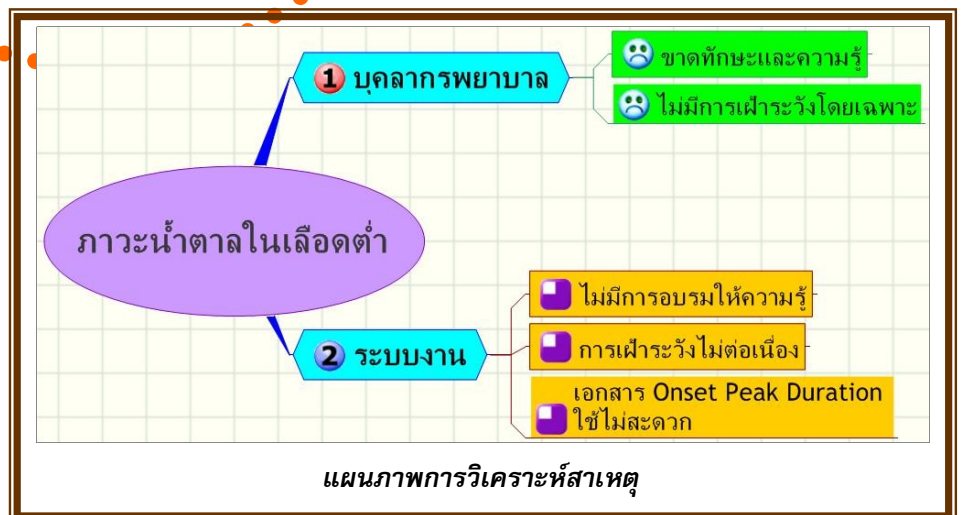 1 บุคลากรพยาบาล
ขาดทักษะและความรู้
ไม่มีการเฝ้าระวังโดยเฉพาะ
ภาวะน้ำตาลในเลือดต่ำ
2 ระบบงาน
ไม่มีการอบรมให้ความรู้
การเฝ้าระวังไม่ต่อเนื่อง
เอกสาร Onset Peak Duration
ใช้ไม่สะดวก
แผนภาพการวิเคราะห์สาเหตุ